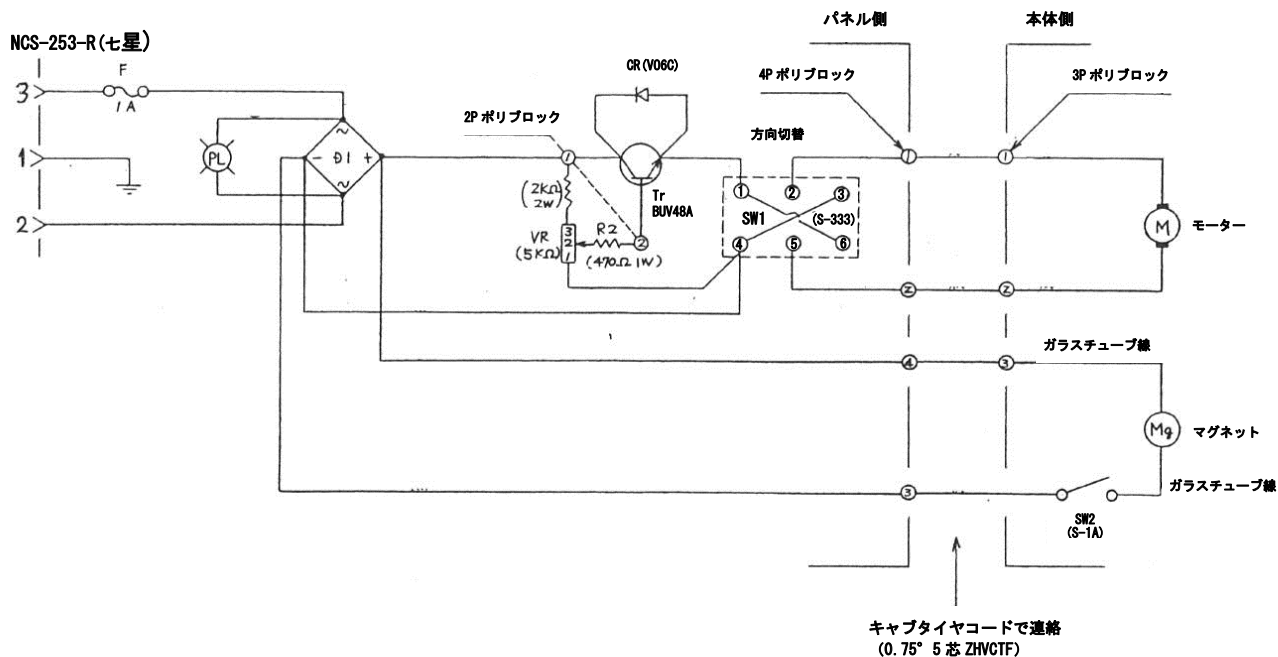 パネル側
本体側
NCS-253-R(七星)
F
1A
3
CR(V06C)
4Pポリブロック
3Pポリブロック
2Pポリブロック
方向切替
1
PL
~
- D1 +
~
1
1
1
(2KΩ
2W)
Tr
BUV48A
1
2
3
SW1
(S-333)
4
5
6
M
モーター
2
VR
(5KΩ)
3
2
1
R2
(470Ω 1W)
2
2
2
ガラスチューブ線
4
3
Mg
マグネット
3
ガラスチューブ線
SW2
(S-1A)
キャブタイヤコードで連絡
(0.75° 5芯 ZHVCTF)